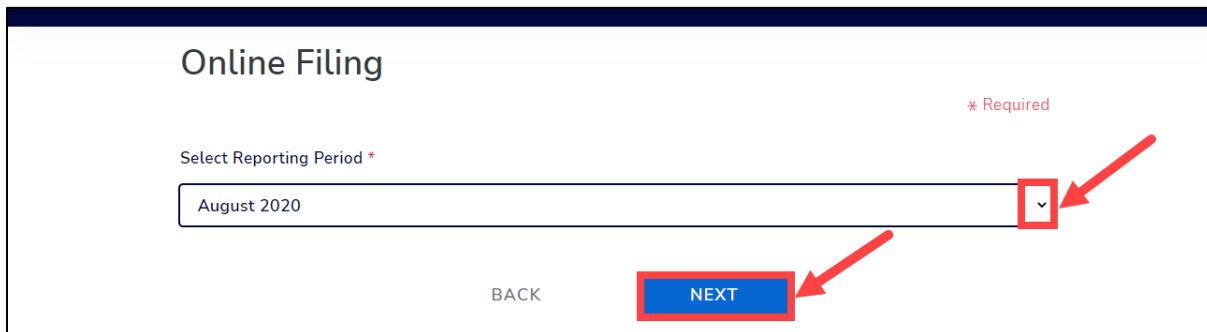 Online Filing
* Required
Select Reporting Period *
August 2020
BACK NEXT